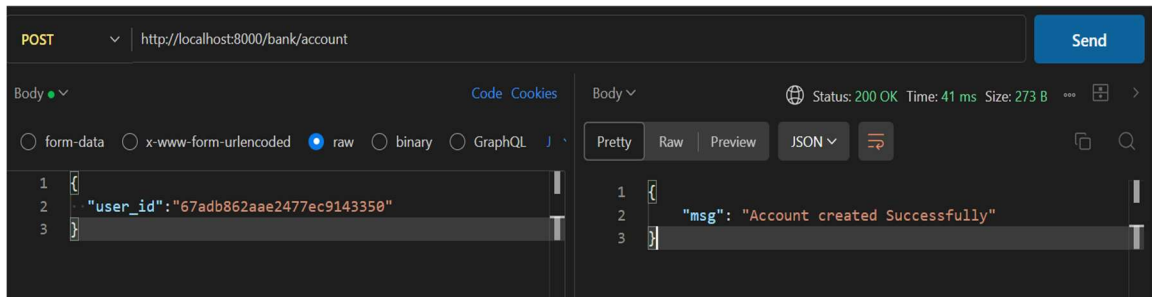 POST http://localhost:8000/bank/account Send
Body Code Cookies
form-data x-www-form-urlencoded raw binary GraphQL J
1 {
2 "user_id":"67adb862aae2477ec9143350"
3 }
Body Status: 200 OK Time: 41 ms Size: 273 B
Pretty Raw Preview JSON
1 {
2 "msg": "Account created Successfully"
3 }